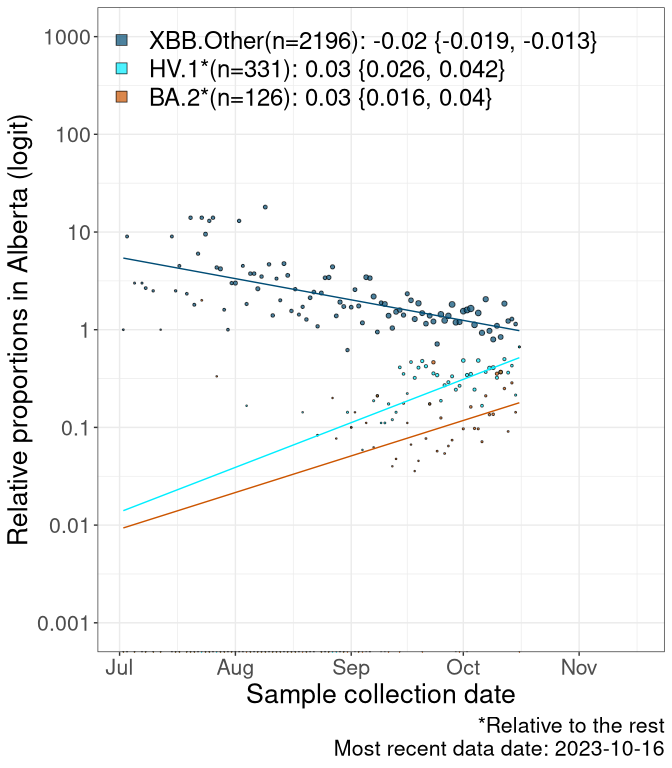 XBB.Other(n=2196): -0.02 {-0.019, -0.013}
HV.1*(n=331): 0.03 {0.026, 0.042}
BA.2*(n=126): 0.03 {0.016, 0.04}
Relative proportions in Alberta (logit)
1000
100
10
1
0.1
0.01
0.001
Jul Aug Sep Oct Nov
Sample collection date
*Relative to the rest
Most recent data date: 2023-10-16